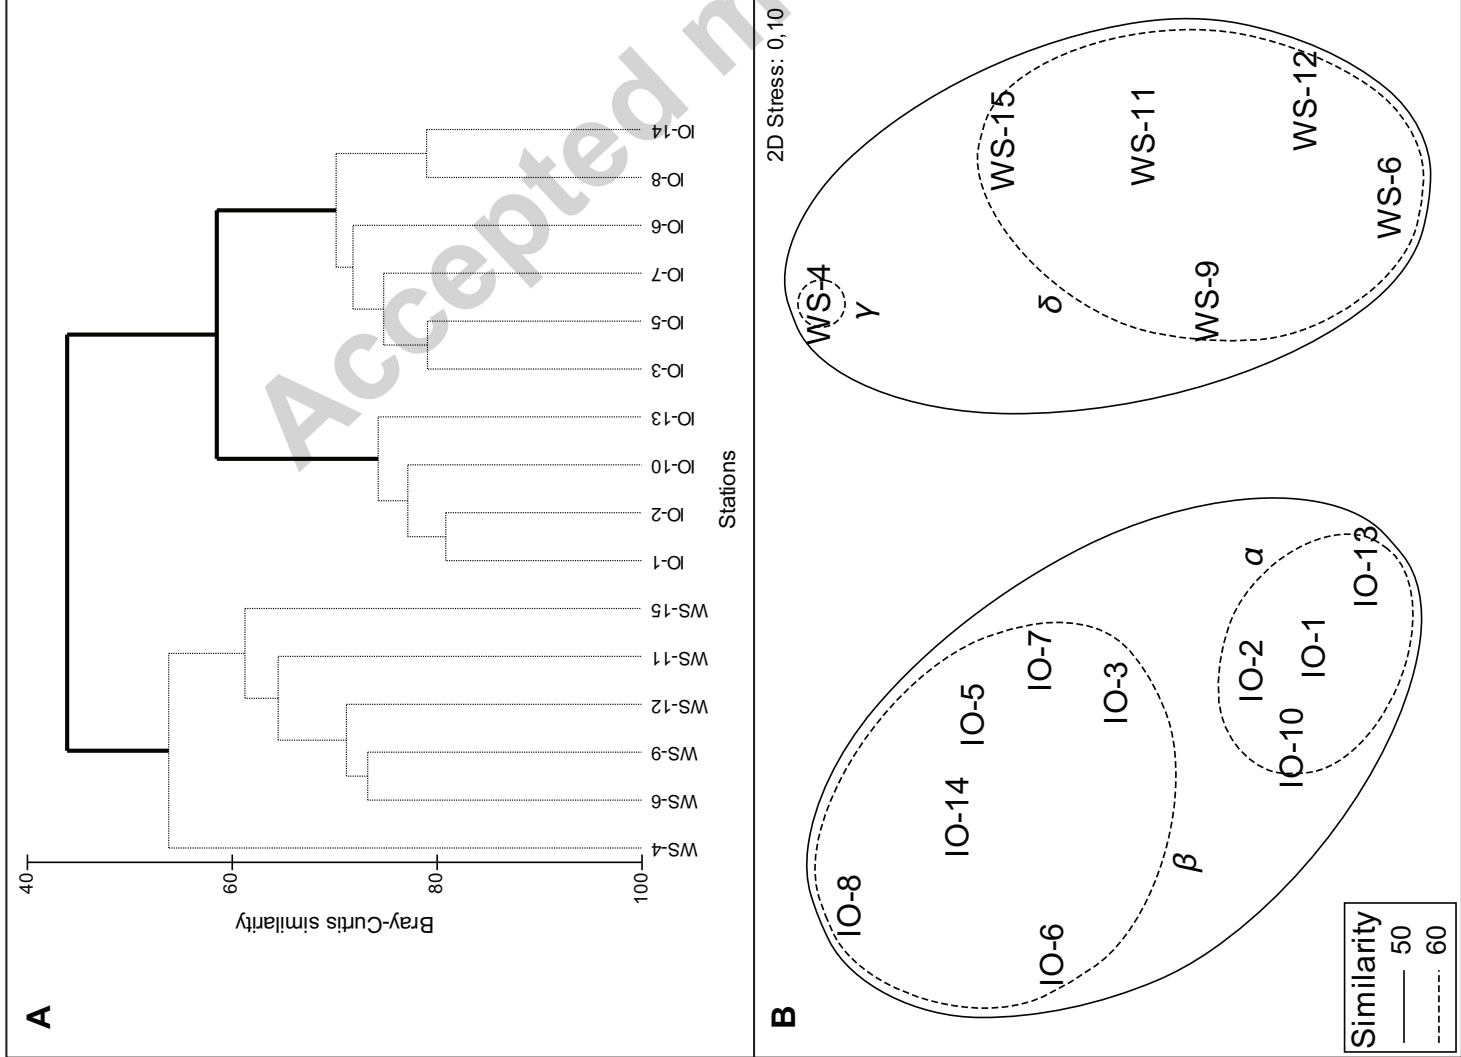 A
Bray-Curtis similarity
40
60
80
100
WS-4
WS-6
WS-9
WS-12
WS-11
WS-15
IO-1
IO-2
IO-10
IO-13
IO-3
IO-5
IO-7
IO-6
IO-8
IO-14
Stations
Accepted m
B
2D Stress: 0,10
IO-8
IO-14
IO-5
IO-7
IO-3
IO-6
β
α
IO-2
IO-10
IO-1
IO-13
WS-4
γ
δ
WS-15
WS-11
WS-9
WS-12
WS-6
Similarity
50
60